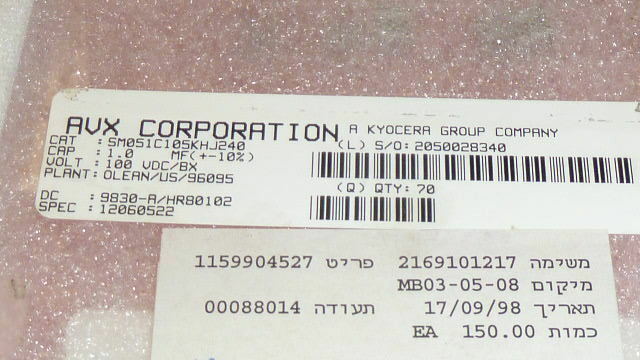 AVX CORPORATION A KYOCERA GROUP COMPANY
CAT : SM051C105KHJ240 (L) S/O: 2050028340
CAP : 1.0 MF(+-10%)
VOLT : 100 VDC/BX
PLANT: OLEAN/US/96095 (Q) QTY: 70
DC : 9830-A/HR80102
SPEC : 12060522
משימה 2169101217 פריט 1159904527
מיקום MB03-05-08
תאריך 17/09/98 תעודה 00088014
כמות 150.00 EA